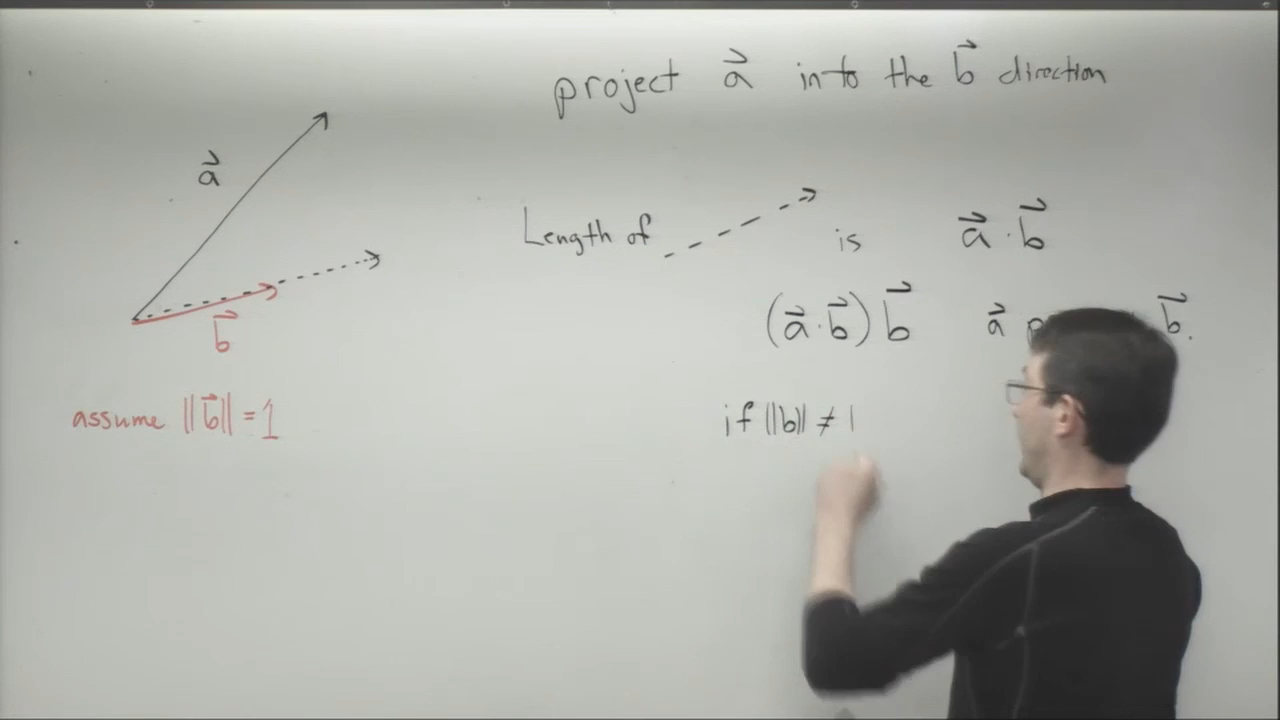 project a⃗ into the b⃗ direction
a⃗
Length of is a⃗ · b⃗
(a⃗ · b⃗) b⃗ a⃗ b⃗.
b⃗
assume ||b⃗|| = 1
if ||b|| ≠ 1